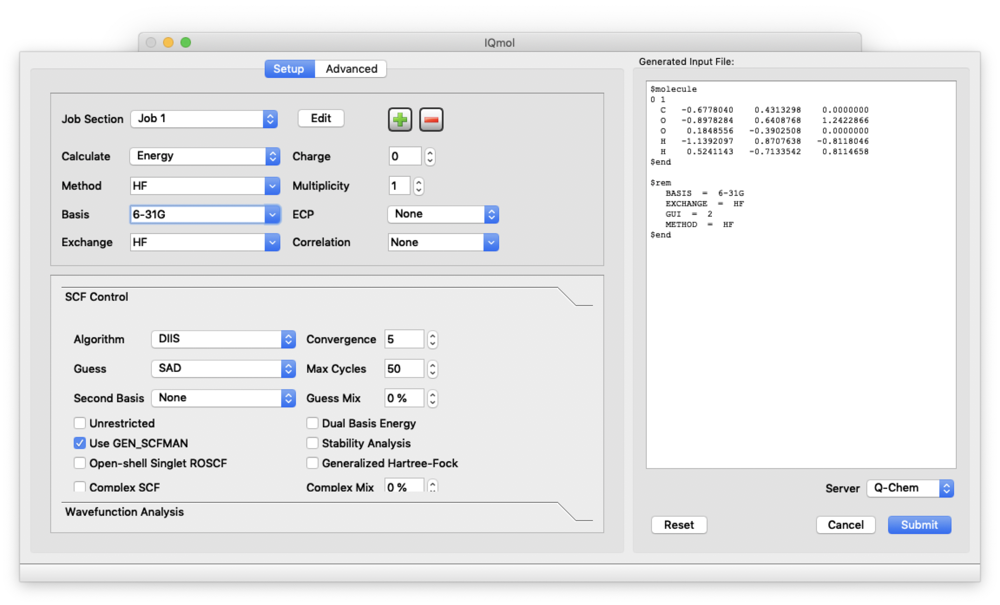 IQmol
Setup Advanced
Job Section Job 1 Edit
Calculate Energy Charge 0
Method HF Multiplicity 1
Basis 6-31G ECP None
Exchange HF Correlation None
SCF Control
Algorithm DIIS Convergence 5
Guess SAD Max Cycles 50
Second Basis None Guess Mix 0 %
Unrestricted Dual Basis Energy
Use GEN_SCFMAN Stability Analysis
Open-shell Singlet ROSCF Generalized Hartree-Fock
Complex SCF Complex Mix 0 %
Wavefunction Analysis
Generated Input File:
$molecule
0 1
C -0.6778040 0.4313298 0.0000000
O -0.8978284 0.6408768 1.2422866
O 0.1848556 -0.3902508 0.0000000
H -1.1392097 0.8707638 -0.8118046
H 0.5241143 -0.7133542 0.8114658
$end
$rem
BASIS = 6-31G
EXCHANGE = HF
GUI = 2
METHOD = HF
$end
Server Q-Chem
Reset Cancel Submit